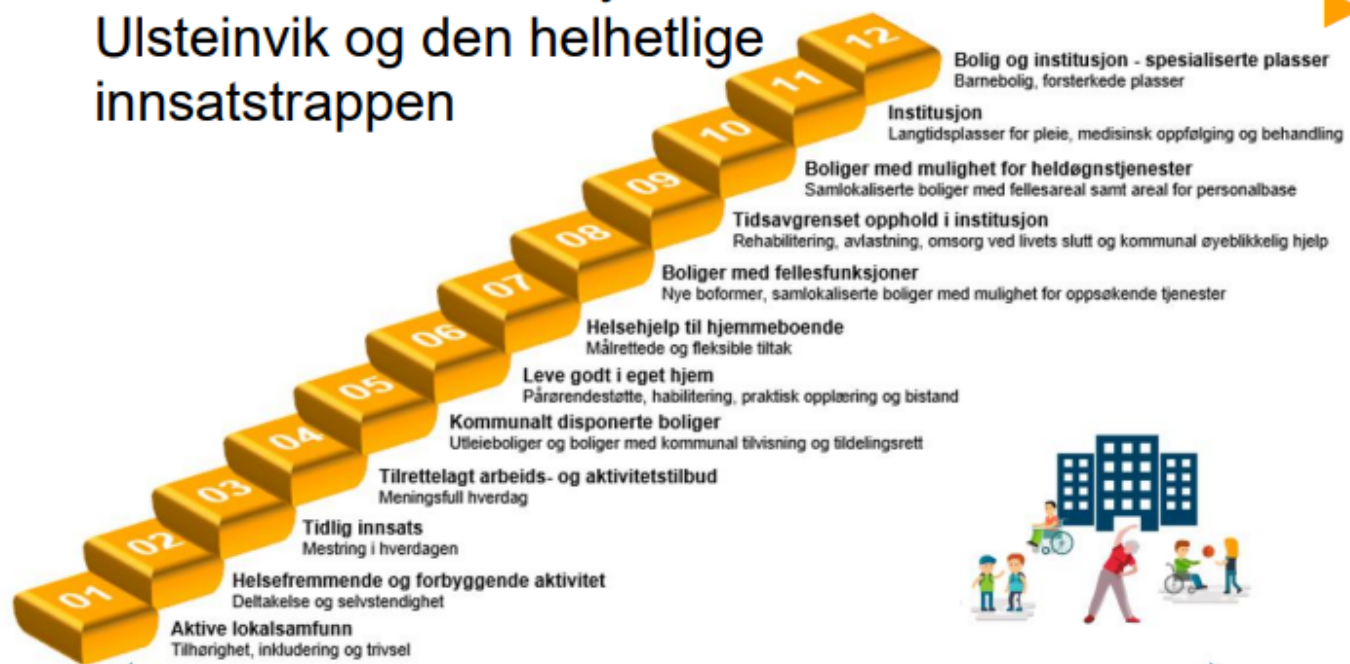 Ulsteinvik og den helhetlige
innsatstrappen
12
Bolig og institusjon - spesialiserte plasser
Barnebolig, forsterkede plasser
11
Institusjon
Langtidsplasser for pleie, medisinsk oppfølging og behandling
10
Boliger med mulighet for heldøgnstjenester
Samlokaliserte boliger med fellesareal samt areal for personalbase
09
Tidsavgrenset opphold i institusjon
Rehabilitering, avlastning, omsorg ved livets slutt og kommunal øyeblikkelig hjelp
08
Boliger med fellesfunksjoner
Nye boformer, samlokaliserte boliger med mulighet for oppsøkende tjenester
07
Helsehjelp til hjemmeboende
Målrettede og fleksible tiltak
06
Leve godt i eget hjem
Pårørendestøtte, habilitering, praktisk opplæring og bistand
05
Kommunalt disponerte boliger
Utleieboliger og boliger med kommunal tilvisning og tildelingsrett
04
Tilrettelagt arbeids- og aktivitetstilbud
Meningsfull hverdag
03
Tidlig innsats
Mestring i hverdagen
02
Helsefremmende og forbyggende aktivitet
Deltakelse og selvstendighet
01
Aktive lokalsamfunn
Tilhørighet, inkludering og trivsel